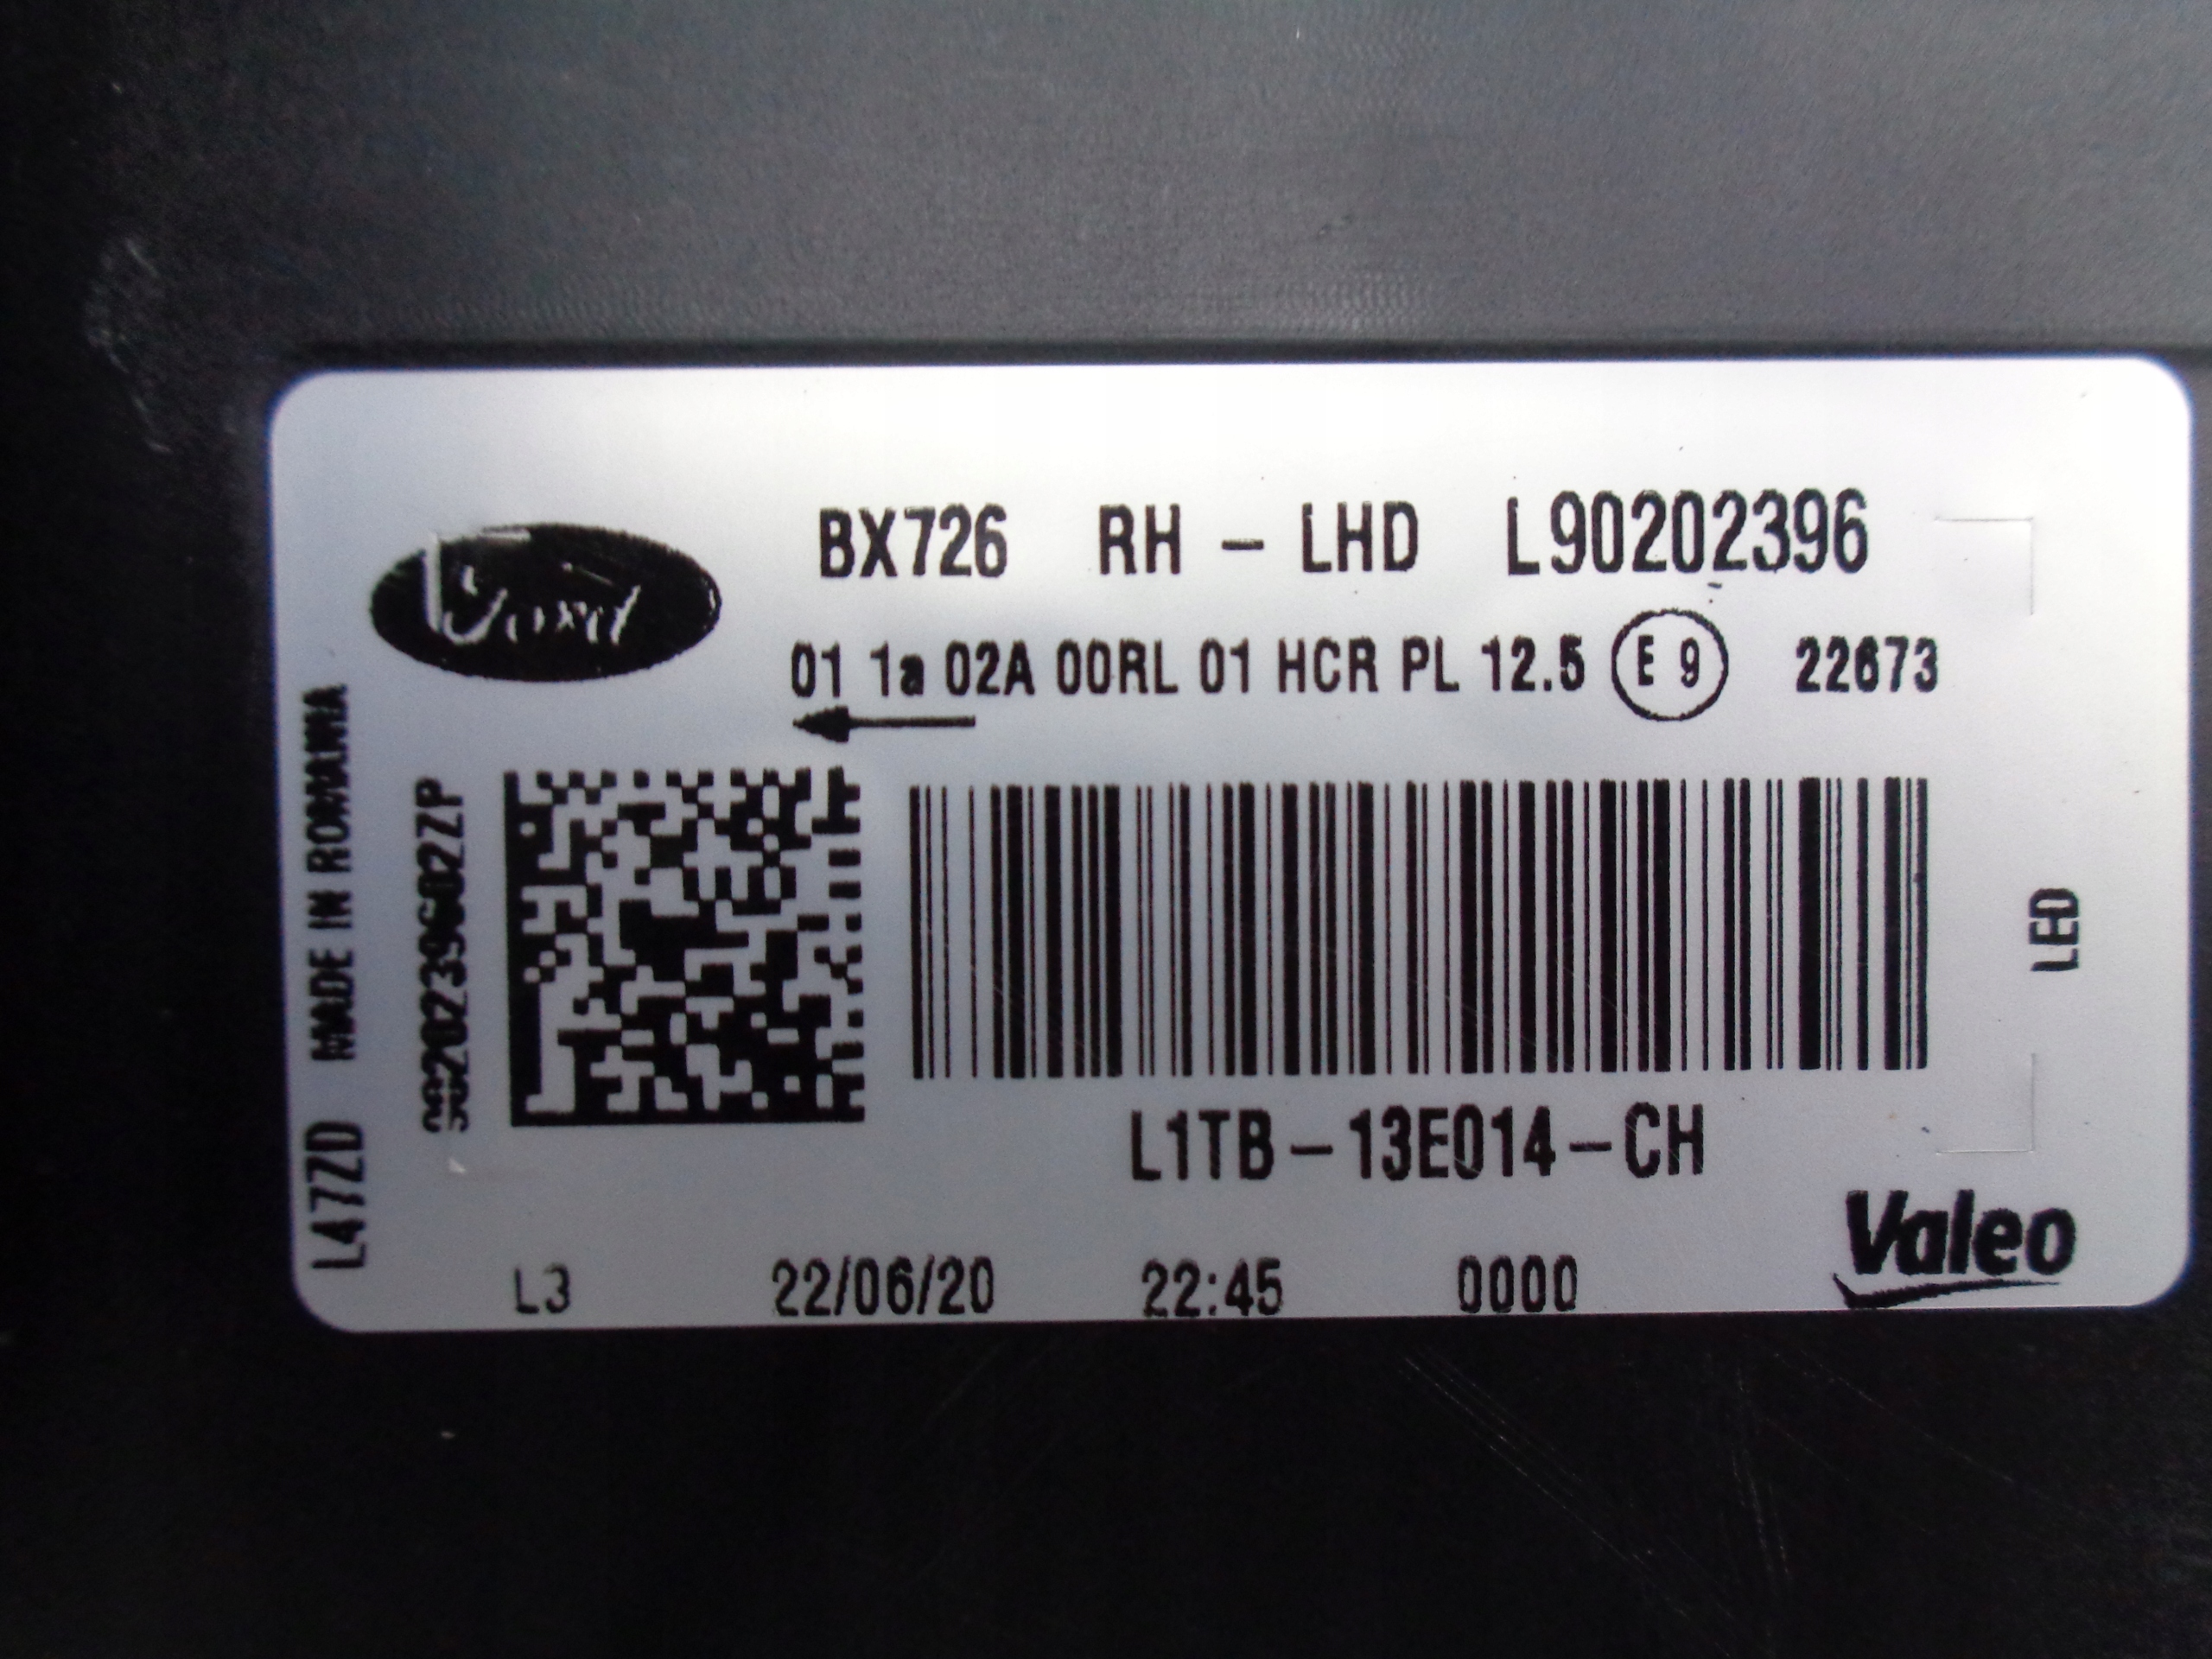 Ford
BX726 RH - LHD L90202396
01 1a 02A 00RL 01 HCR PL 12.5 E 9 22673
L47ZD MADE IN ROMANIA
9020239602ZP
LED
L1TB-13E014-CH
Valeo
L3 22/06/20 22:45 0000